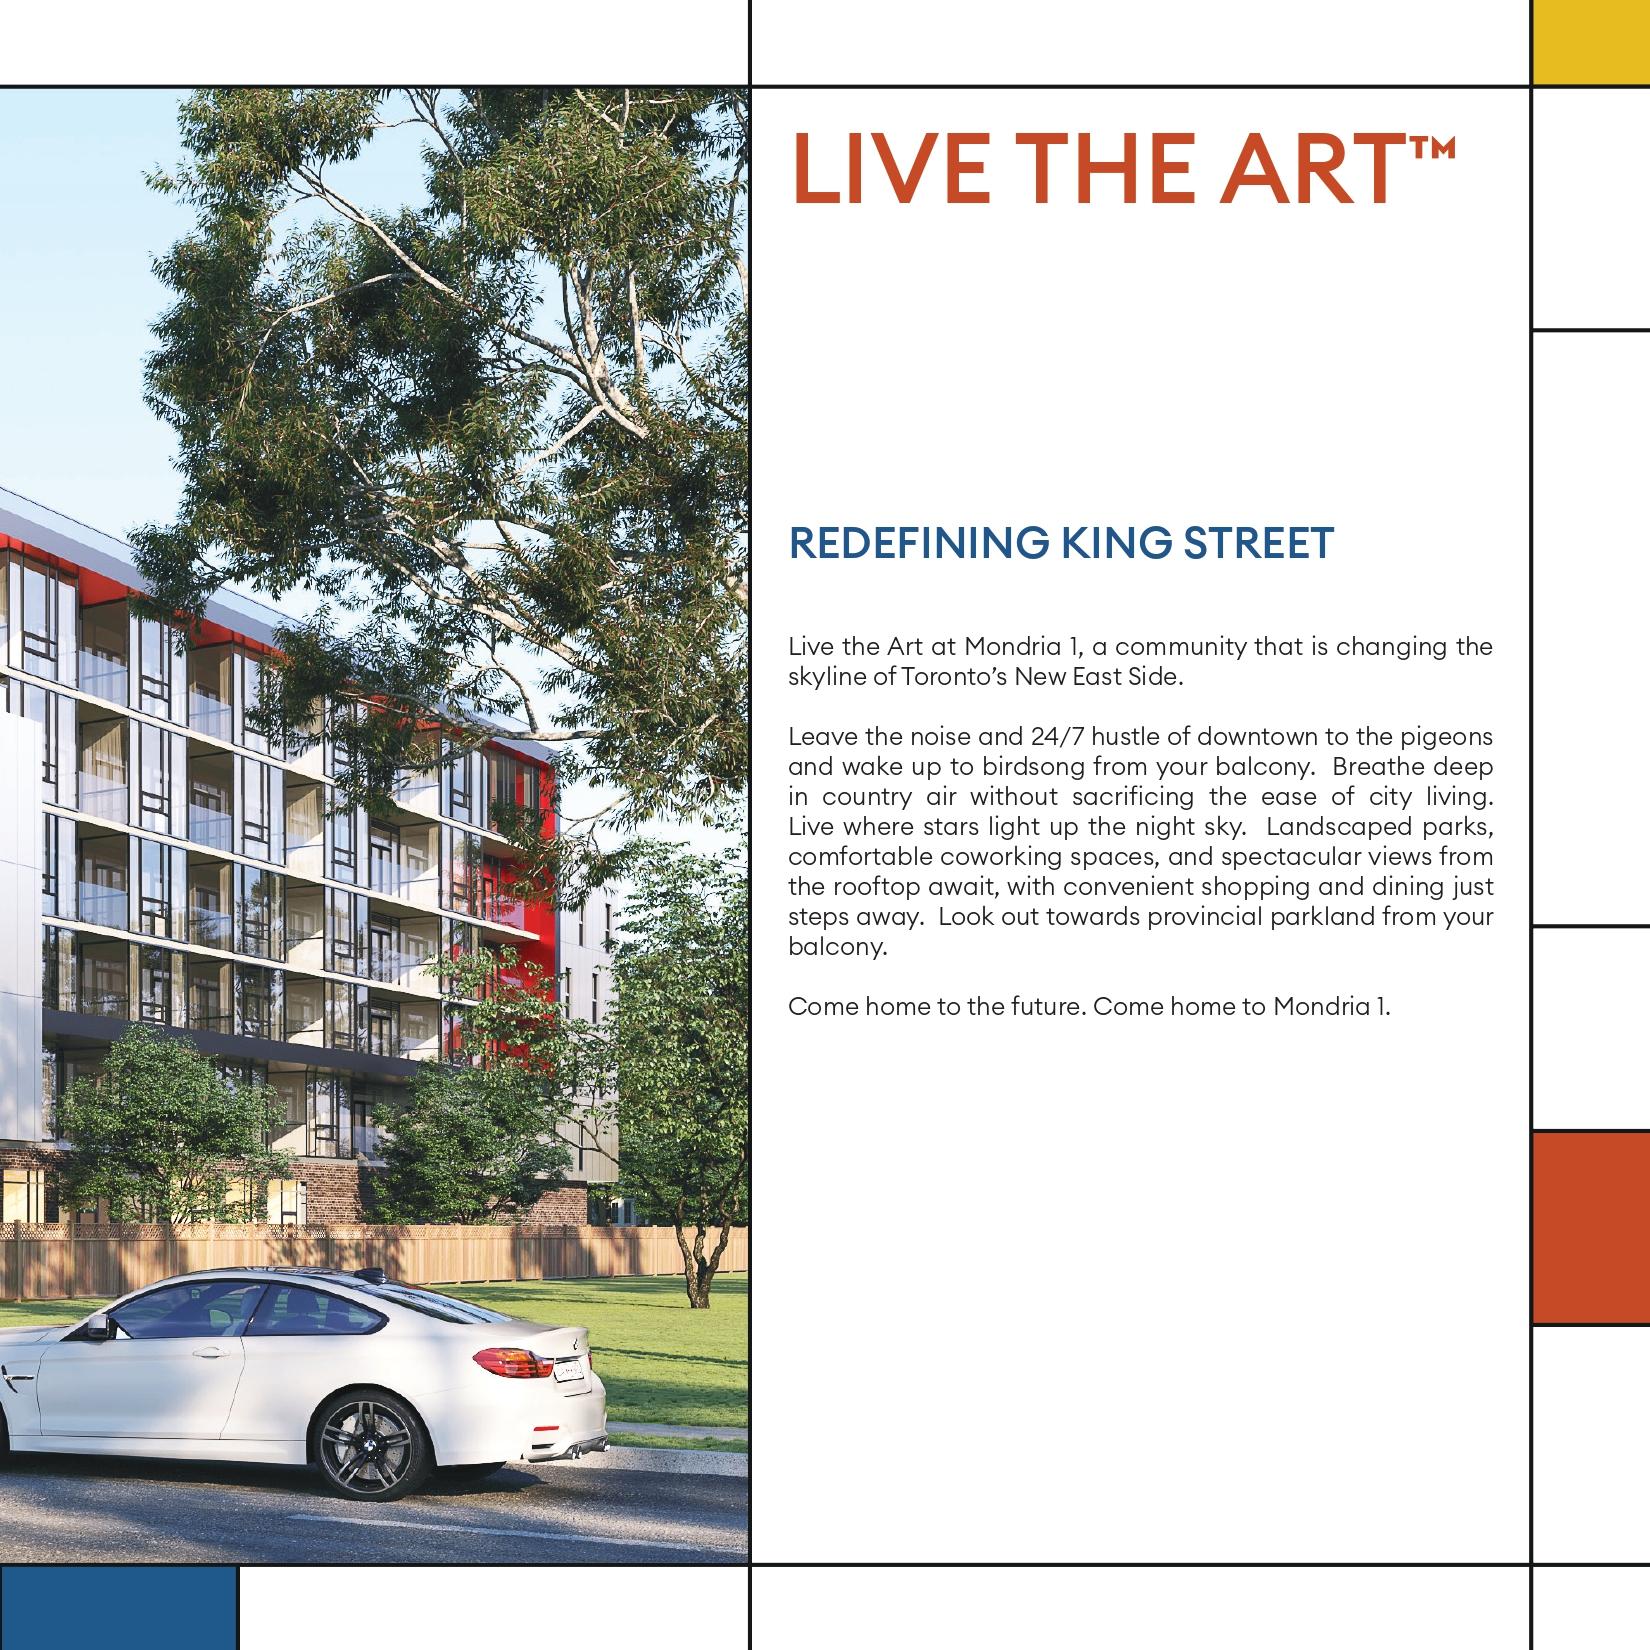 LIVE THE ART™
REDEFINING KING STREET
Live the Art at Mondria 1, a community that is changing the
skyline of Toronto’s New East Side.
Leave the noise and 24/7 hustle of downtown to the pigeons
and wake up to birdsong from your balcony.  Breathe deep
in country air without sacrificing the ease of city living.
Live where stars light up the night sky.  Landscaped parks,
comfortable coworking spaces, and spectacular views from
the rooftop await, with convenient shopping and dining just
steps away.  Look out towards provincial parkland from your
balcony.
Come home to the future. Come home to Mondria 1.